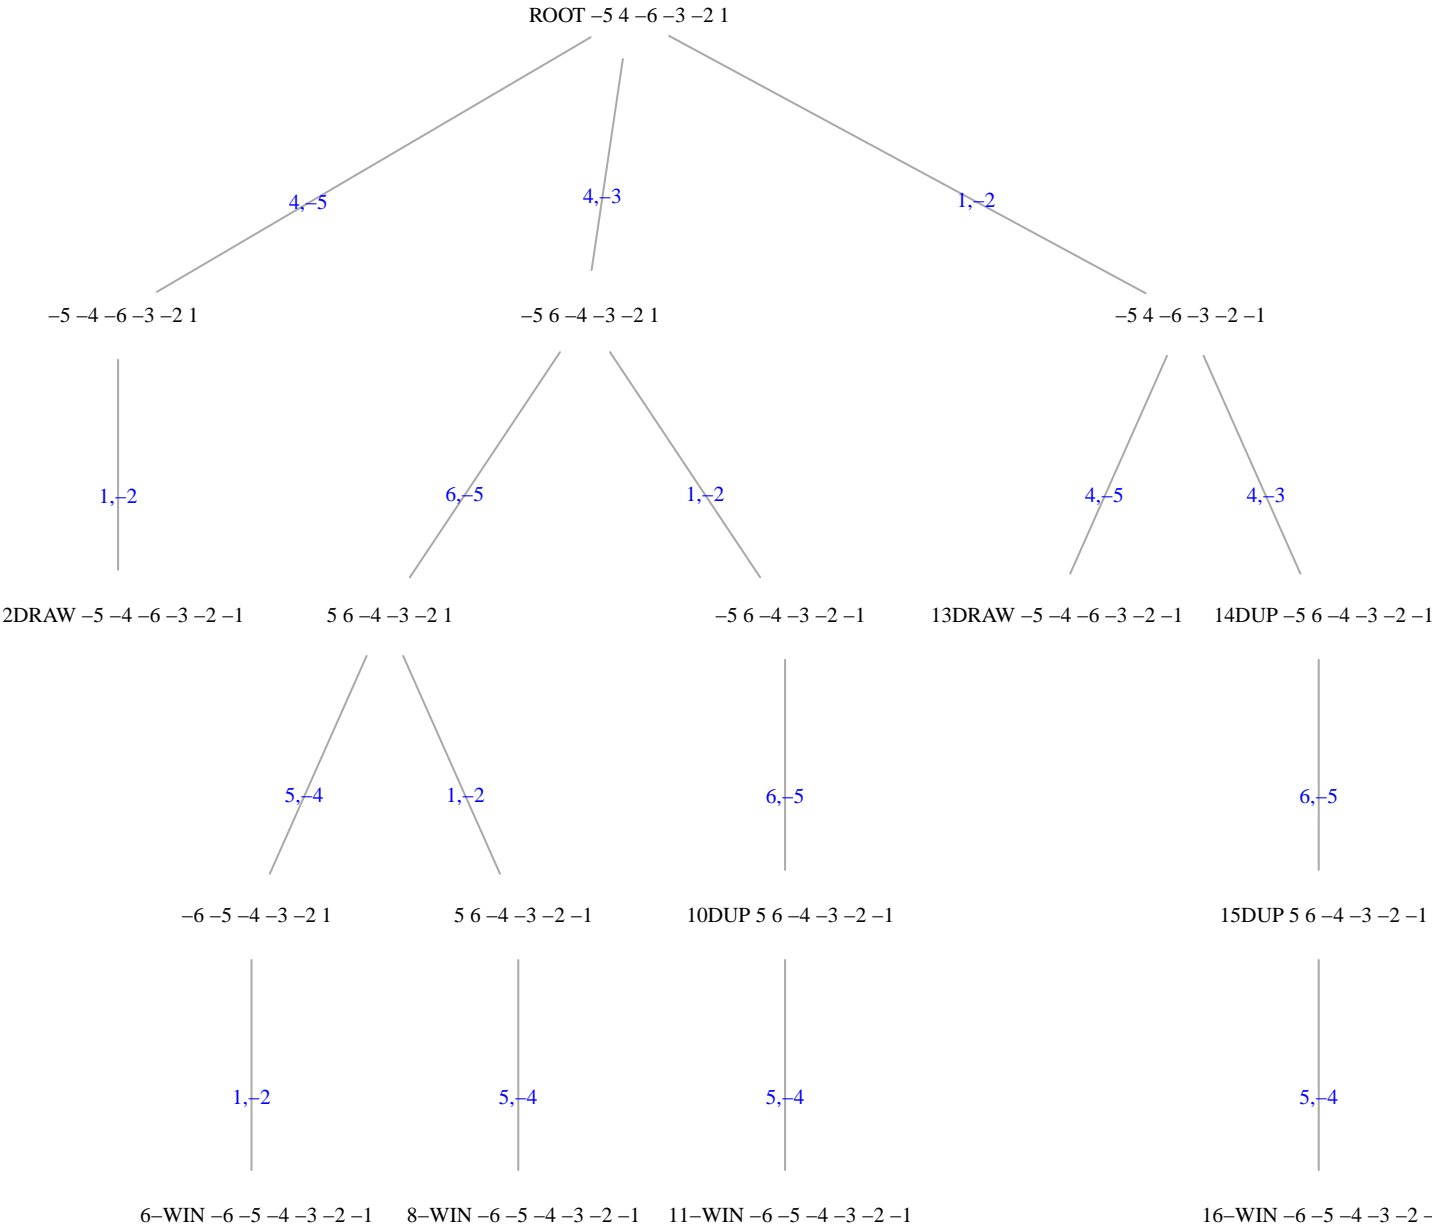 ROOT –5 4 –6 –3 –2 1
4,–5
4,–3
1,–2
–5 –4 –6 –3 –2 1
–5 6 –4 –3 –2 1
–5 4 –6 –3 –2 –1
1,–2
6,–5
1,–2
4,–5
4,–3
2DRAW –5 –4 –6 –3 –2 –1
5 6 –4 –3 –2 1
–5 6 –4 –3 –2 –1
13DRAW –5 –4 –6 –3 –2 –1
14DUP –5 6 –4 –3 –2 –1
5,–4
1,–2
6,–5
6,–5
–6 –5 –4 –3 –2 1
5 6 –4 –3 –2 –1
10DUP 5 6 –4 –3 –2 –1
15DUP 5 6 –4 –3 –2 –1
1,–2
5,–4
5,–4
5,–4
6–WIN –6 –5 –4 –3 –2 –1
8–WIN –6 –5 –4 –3 –2 –1
11–WIN –6 –5 –4 –3 –2 –1
16–WIN –6 –5 –4 –3 –2 –